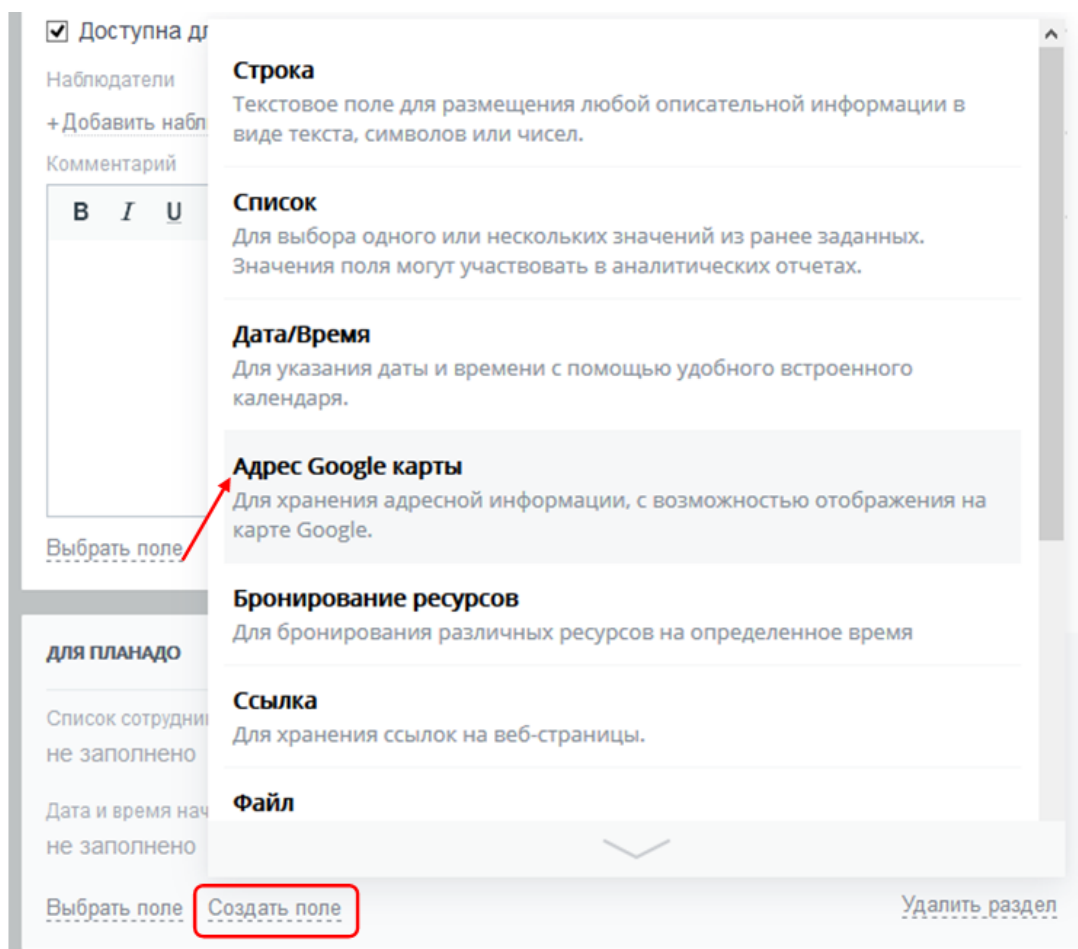 Доступна дл
Наблюдатели
+Добавить набл
Комментарий
B I U
Выбрать поле
Строка
Текстовое поле для размещения любой описательной информации в
виде текста, символов или чисел.
Список
Для выбора одного или нескольких значений из ранее заданных.
Значения поля могут участвовать в аналитических отчетах.
Дата/Время
Для указания даты и времени с помощью удобного встроенного
календаря.
Адрес Google карты
Для хранения адресной информации, с возможностью отображения на
карте Google.
Бронирование ресурсов
Для бронирования различных ресурсов на определенное время
Ссылка
Для хранения ссылок на веб-страницы.
Файл
ДЛЯ ПЛАНАДО
Список сотрудни
не заполнено
Дата и время нач
не заполнено
Выбрать поле Создать поле Удалить раздел